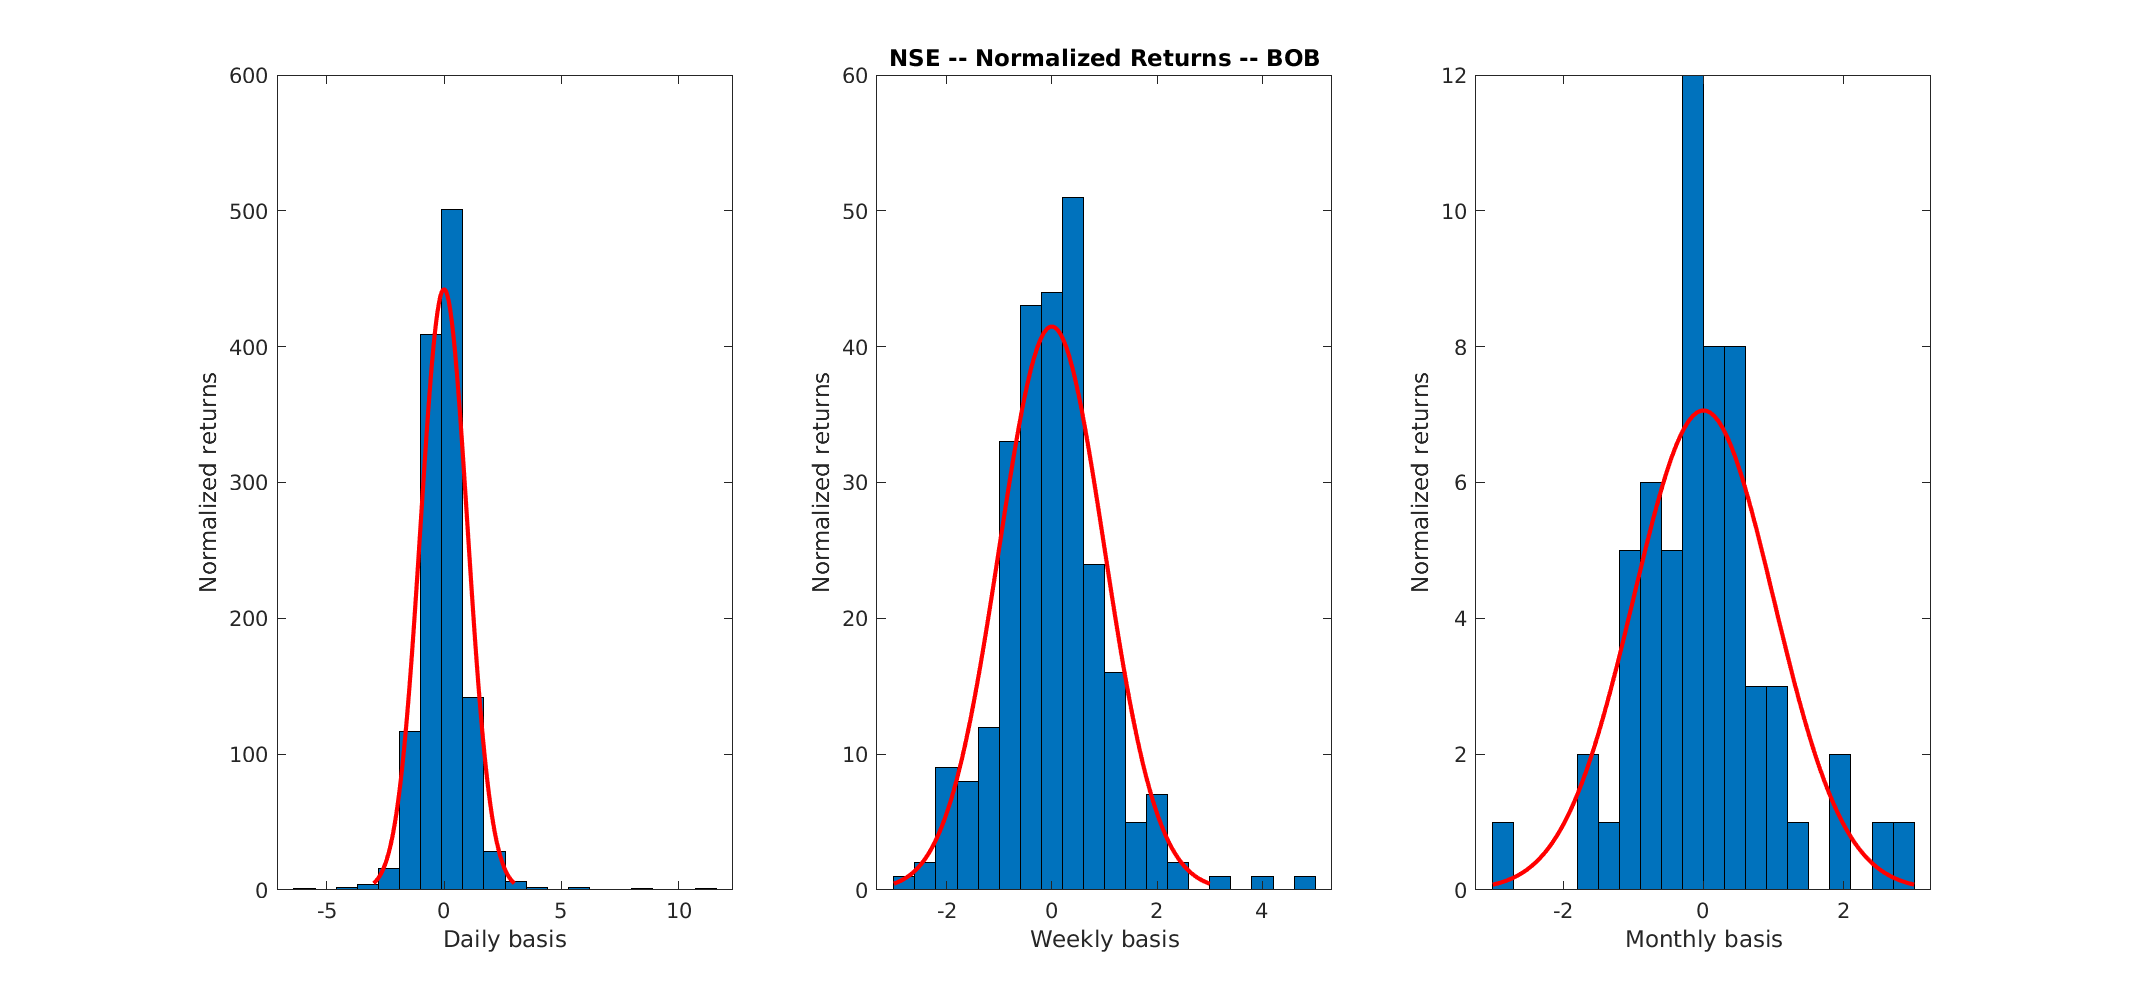 NSE -- Normalized Returns -- BOB
600
500
400
300
200
100
0
Normalized returns
-5 0 5 10
Daily basis
60
50
40
30
20
10
0
Normalized returns
-2 0 2 4
Weekly basis
12
10
8
6
4
2
0
Normalized returns
-2 0 2
Monthly basis